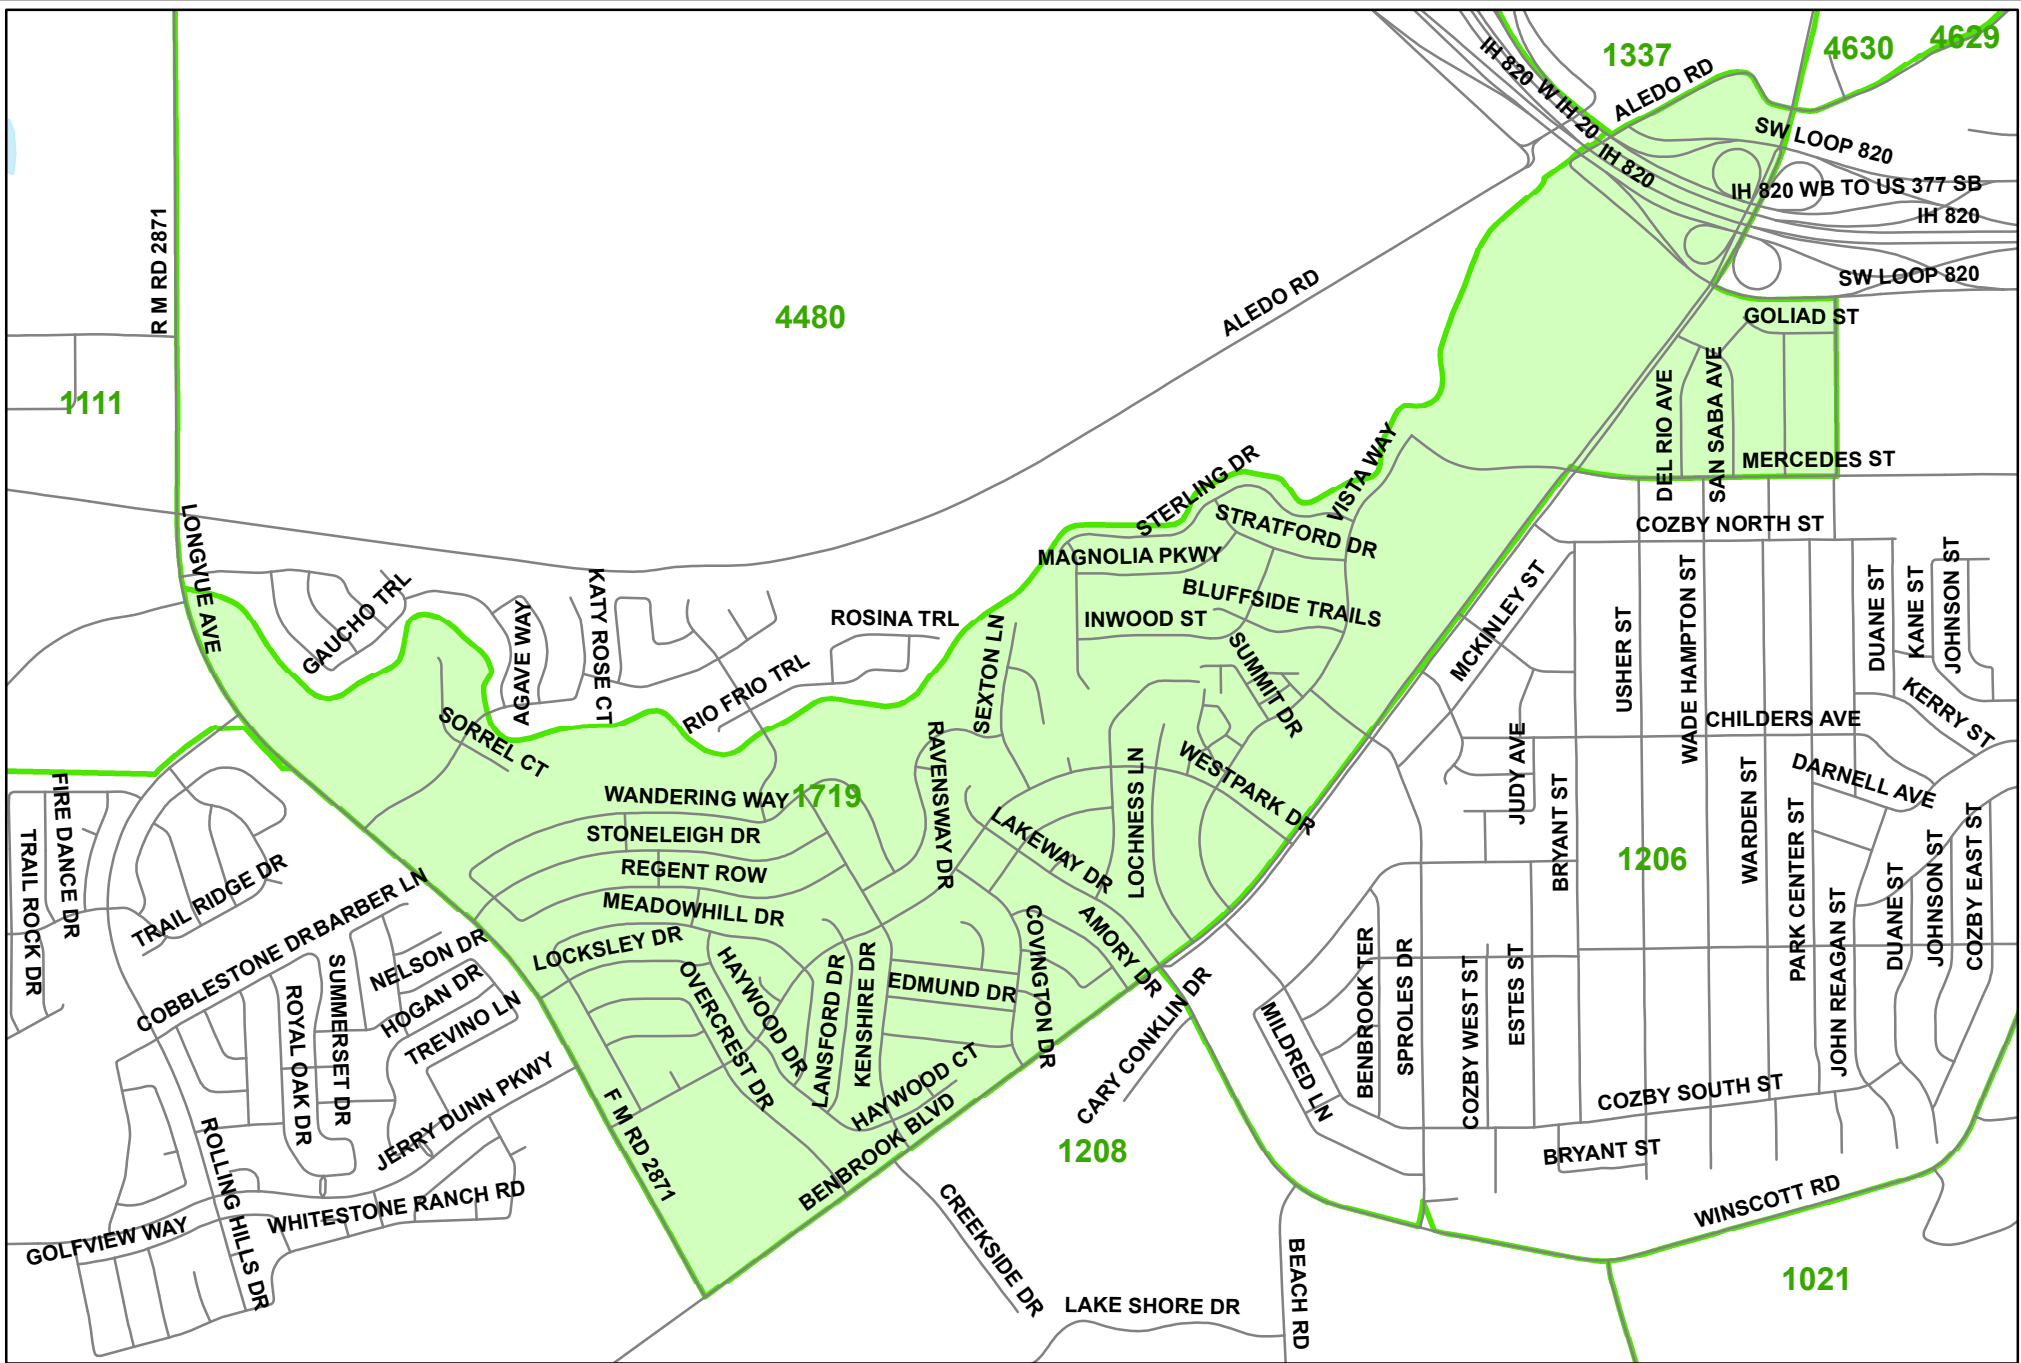 1337
4630
4629
IH 820 W IH 20
ALEDO RD
SW LOOP 820
IH 820
IH 820 WB TO US 377 SB
IH 820
SW LOOP 820
R M RD 2871
4480
ALEDO RD
GOLIAD ST
1111
DEL RIO AVE
SAN SABA AVE
MERCEDES ST
VISTA WAY
STERLING DR
STRATFORD DR
COZBY NORTH ST
LONGVUE AVE
MAGNOLIA PKWY
BLUFFSIDE TRAILS
INWOOD ST
GAUCHO TRL
AGAVE WAY
KATY ROSE CT
ROSINA TRL
RIO FRIO TRL
SEXTON LN
SUMMIT DR
MCKINLEY ST
USHER ST
WADE HAMPTON ST
DUANE ST
KANE ST
JOHNSON ST
KERRY ST
CHILDERS AVE
SORREL CT
RAVENSWAY DR
WESTPARK DR
LOCHNESS LN
JUDY AVE
BRYANT ST
WARDEN ST
DARNELL AVE
PARK CENTER ST
1719
WANDERING WAY
STONELEIGH DR
REGENT ROW
MEADOWHILL DR
LAKEWAY DR
1206
FIRE DANCE DR
TRAIL ROCK DR
TRAIL RIDGE DR
BARBER LN
COBBLESTONE DR
NELSON DR
HOGAN DR
TREVINO LN
SUMMERSET DR
ROYAL OAK DR
LOCKSLEY DR
OVERCREST DR
HAYWOOD DR
LANSFORD DR
KENSHIRE DR
EDMUND DR
COVINGTON DR
AMORY DR
CARY CONKLIN DR
MILDRED LN
BENBROOK TER
SPROLES DR
COZBY WEST ST
ESTES ST
JOHN REAGAN ST
DUANE ST
JOHNSON ST
COZBY EAST ST
JERRY DUNN PKWY
F M RD 2871
HAYWOOD CT
BENBROOK BLVD
1208
COZBY SOUTH ST
BRYANT ST
ROLLING HILLS DR
WHITESTONE RANCH RD
GOLFVIEW WAY
CREEKSIDE DR
WINSCOTT RD
BEACH RD
LAKE SHORE DR
1021